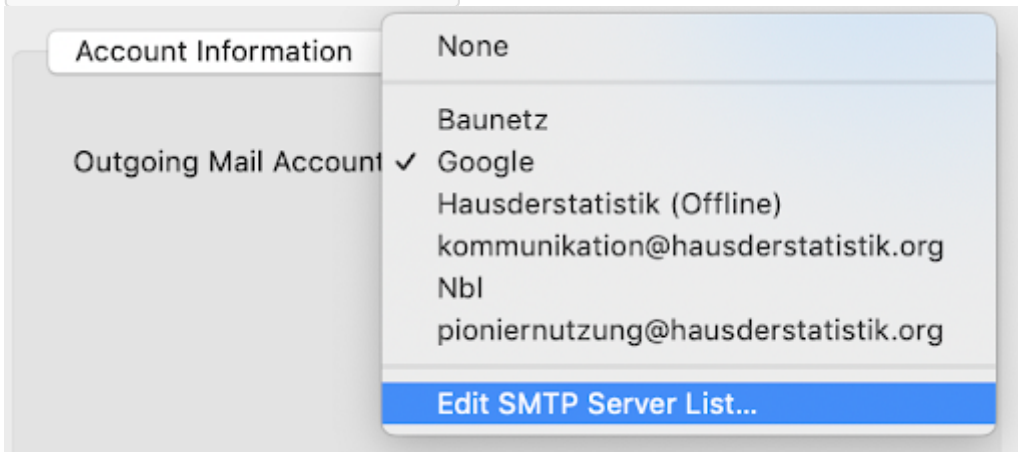 Account Information
None
Baunetz
Outgoing Mail Account ✓ Google
Hausderstatistik (Offline)
kommunikation@hausderstatistik.org
Nbl
pioniernutzung@hausderstatistik.org
Edit SMTP Server List...